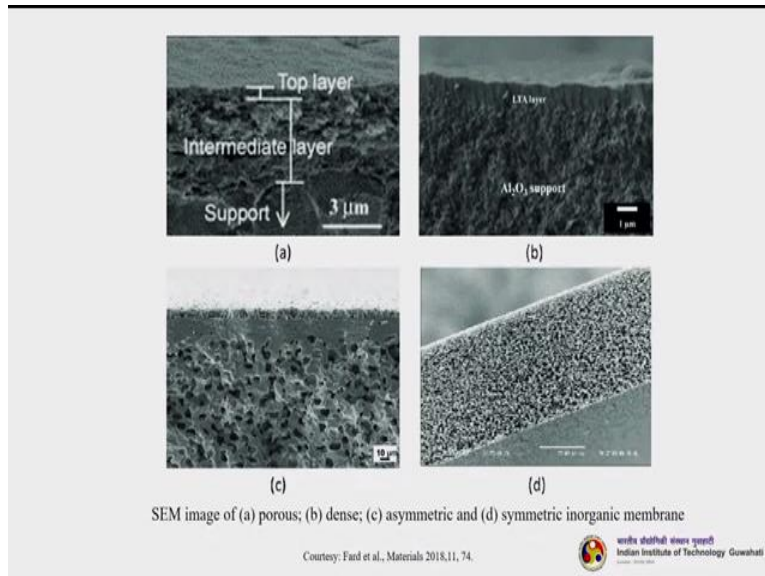 Top layer
Intermediate layer
Support
3 μm
(a)
LTA layer
Al₂O₃ support
1 μm
(b)
10 μm
(c)
(d)
SEM image of (a) porous; (b) dense; (c) asymmetric and (d) symmetric inorganic membrane
Courtesy: Fard et al., Materials 2018,11, 74.
भारतीय प्रौद्योगिकी संस्थान गुवाहाटी
Indian Institute of Technology Guwahati